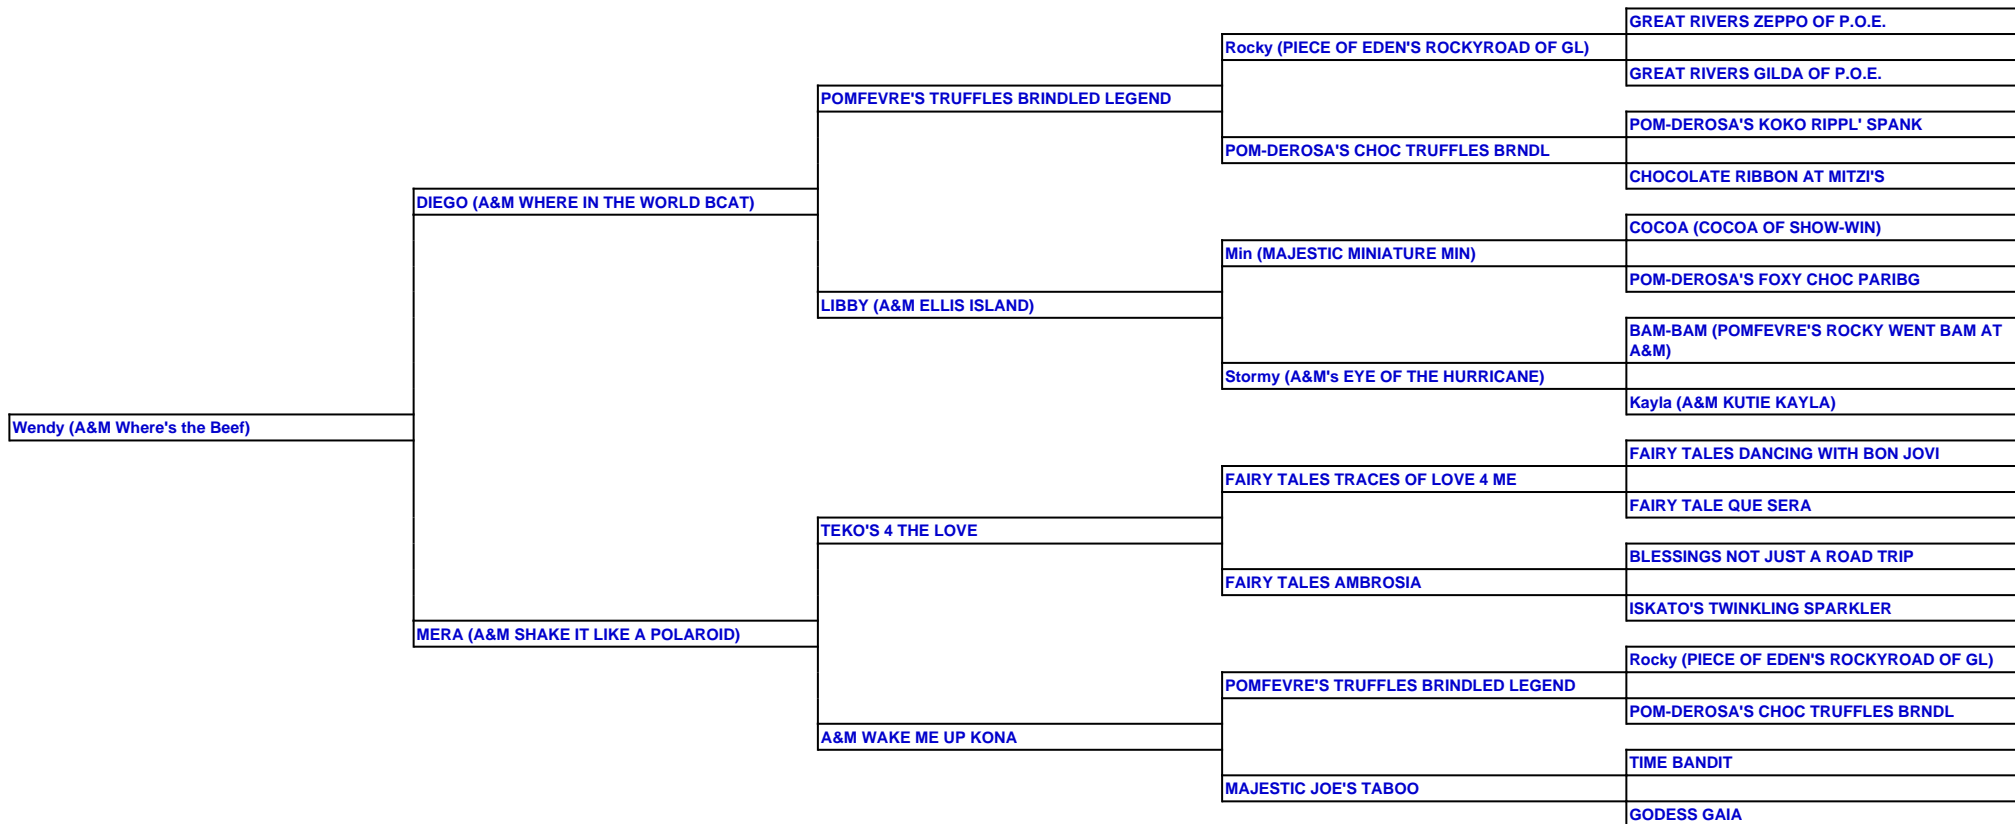 GREAT RIVERS ZEPPO OF P.O.E.
Rocky (PIECE OF EDEN'S ROCKYROAD OF GL)
GREAT RIVERS GILDA OF P.O.E.
POMFEVRE'S TRUFFLES BRINDLED LEGEND
POM-DEROSA'S KOKO RIPPL' SPANK
POM-DEROSA'S CHOC TRUFFLES BRNDL
CHOCOLATE RIBBON AT MITZI'S
DIEGO (A&M WHERE IN THE WORLD BCAT)
COCOA (COCOA OF SHOW-WIN)
Min (MAJESTIC MINIATURE MIN)
POM-DEROSA'S FOXY CHOC PARIBG
LIBBY (A&M ELLIS ISLAND)
BAM-BAM (POMFEVRE'S ROCKY WENT BAM AT
A&M)
Stormy (A&M's EYE OF THE HURRICANE)
Kayla (A&M KUTIE KAYLA)
Wendy (A&M Where's the Beef)
FAIRY TALES DANCING WITH BON JOVI
FAIRY TALES TRACES OF LOVE 4 ME
FAIRY TALE QUE SERA
TEKO'S 4 THE LOVE
BLESSINGS NOT JUST A ROAD TRIP
FAIRY TALES AMBROSIA
ISKATO'S TWINKLING SPARKLER
MERA (A&M SHAKE IT LIKE A POLAROID)
Rocky (PIECE OF EDEN'S ROCKYROAD OF GL)
POMFEVRE'S TRUFFLES BRINDLED LEGEND
POM-DEROSA'S CHOC TRUFFLES BRNDL
A&M WAKE ME UP KONA
TIME BANDIT
MAJESTIC JOE'S TABOO
GODESS GAIA